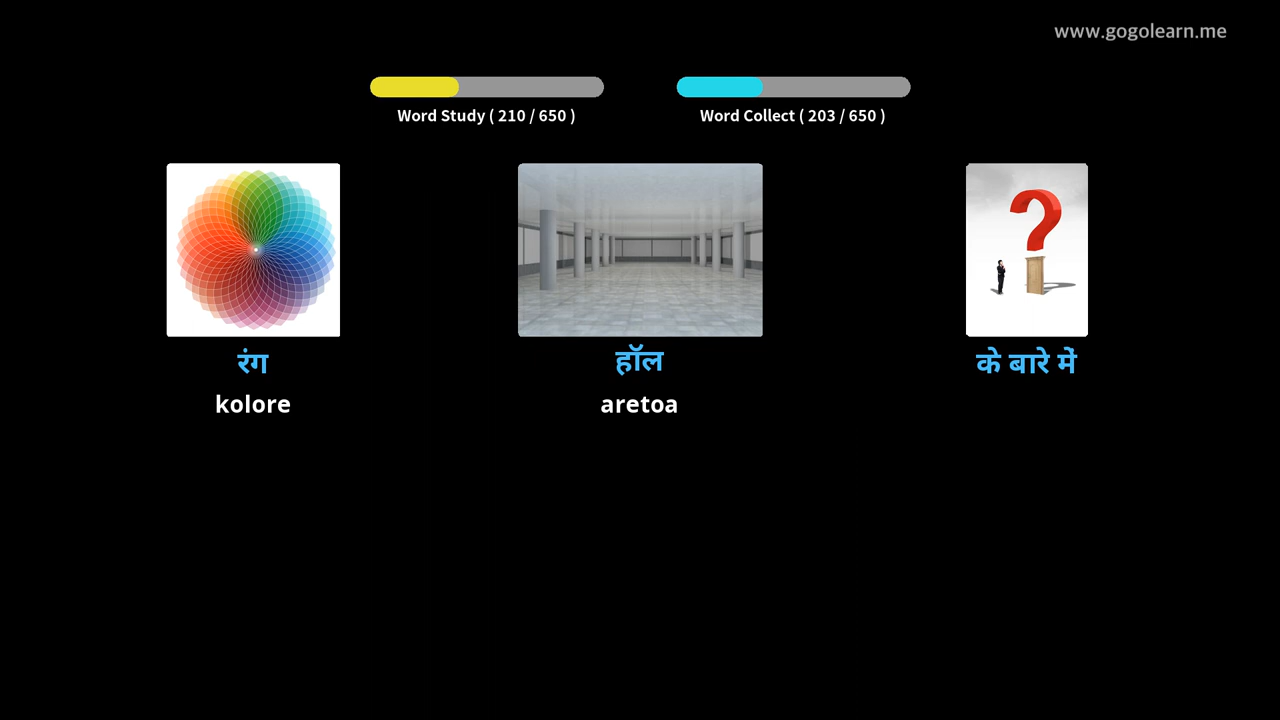 www.gogolearn.me
Word Study ( 210 / 650 )
Word Collect ( 203 / 650 )
रंग
हॉल
के बारे में
kolore
aretoa